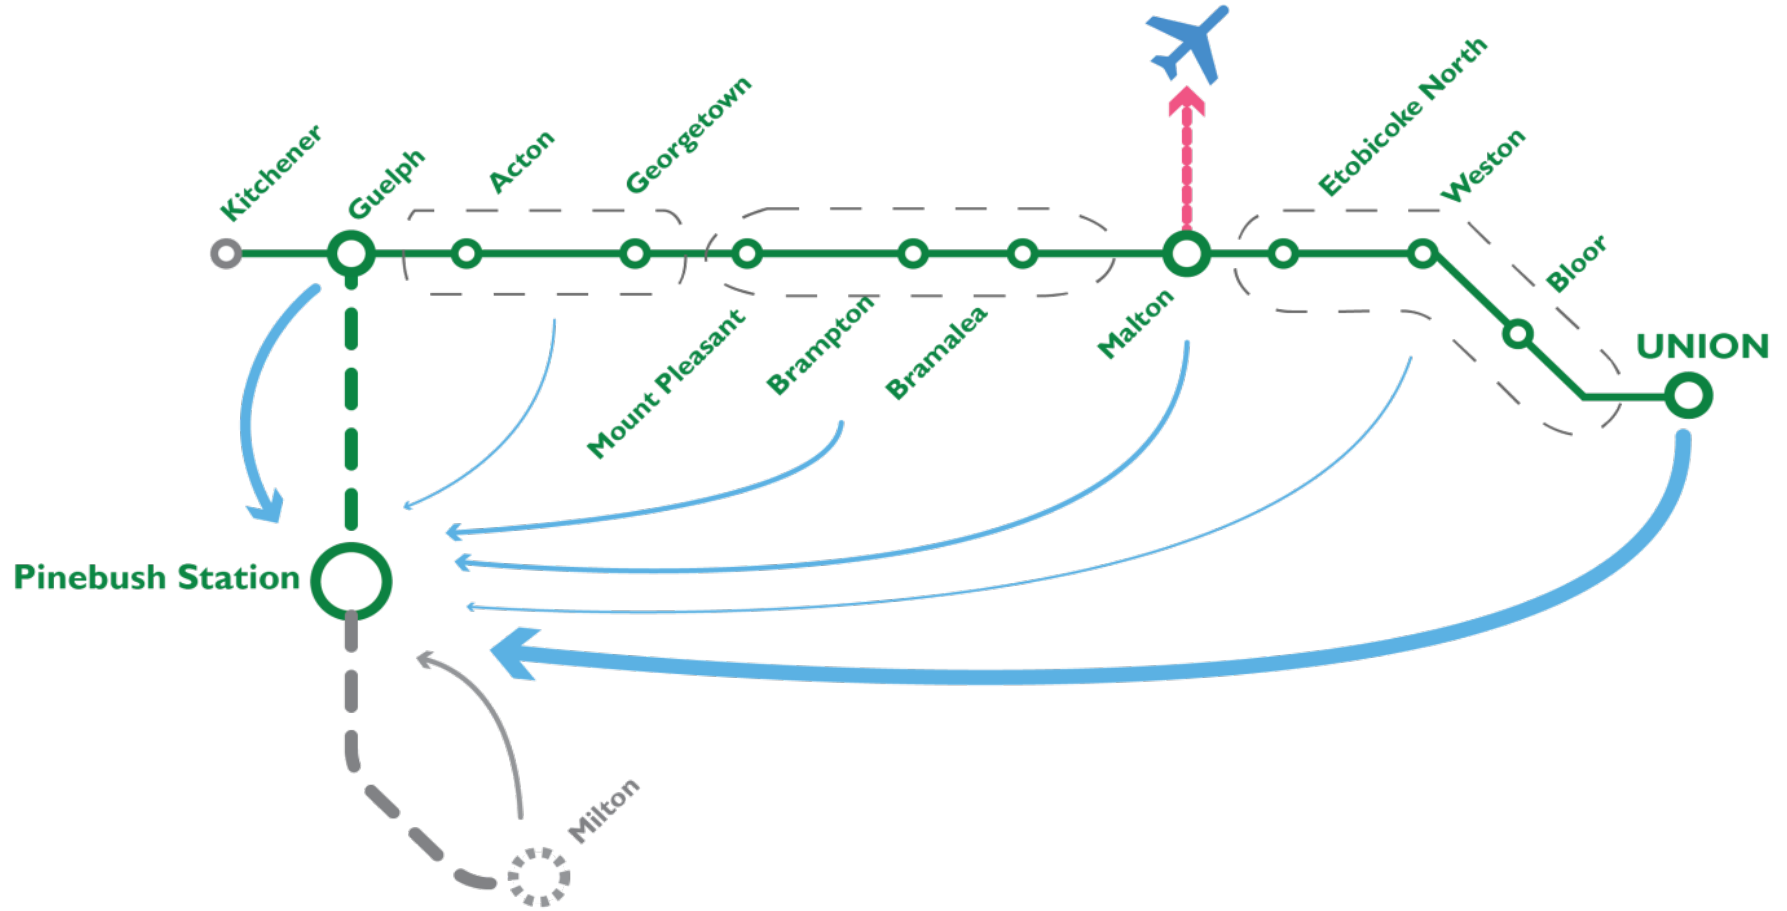 Kitchener
Guelph
Acton
Georgetown
Mount Pleasant
Brampton
Bramalea
Malton
Etobicoke North
Weston
Bloor
UNION
Pinebush Station
Milton